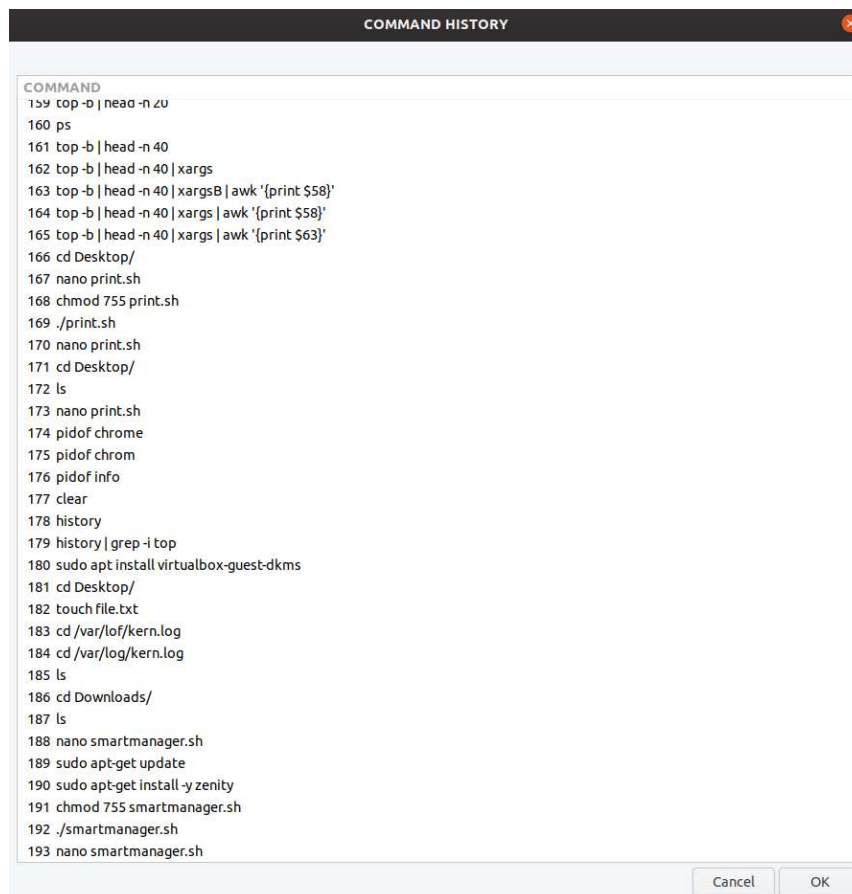 COMMAND HISTORY
COMMAND
159 top -b | head -n 20
160 ps
161 top -b | head -n 40
162 top -b | head -n 40 | xargs
163 top -b | head -n 40 | xargsB | awk '{print $58}'
164 top -b | head -n 40 | xargs | awk '{print $58}'
165 top -b | head -n 40 | xargs | awk '{print $63}'
166 cd Desktop/
167 nano print.sh
168 chmod 755 print.sh
169 ./print.sh
170 nano print.sh
171 cd Desktop/
172 ls
173 nano print.sh
174 pidof chrome
175 pidof chrom
176 pidof info
177 clear
178 history
179 history | grep -i top
180 sudo apt install virtualbox-guest-dkms
181 cd Desktop/
182 touch file.txt
183 cd /var/lof/kern.log
184 cd /var/log/kern.log
185 ls
186 cd Downloads/
187 ls
188 nano smartmanager.sh
189 sudo apt-get update
190 sudo apt-get install -y zenity
191 chmod 755 smartmanager.sh
192 ./smartmanager.sh
193 nano smartmanager.sh
Cancel OK